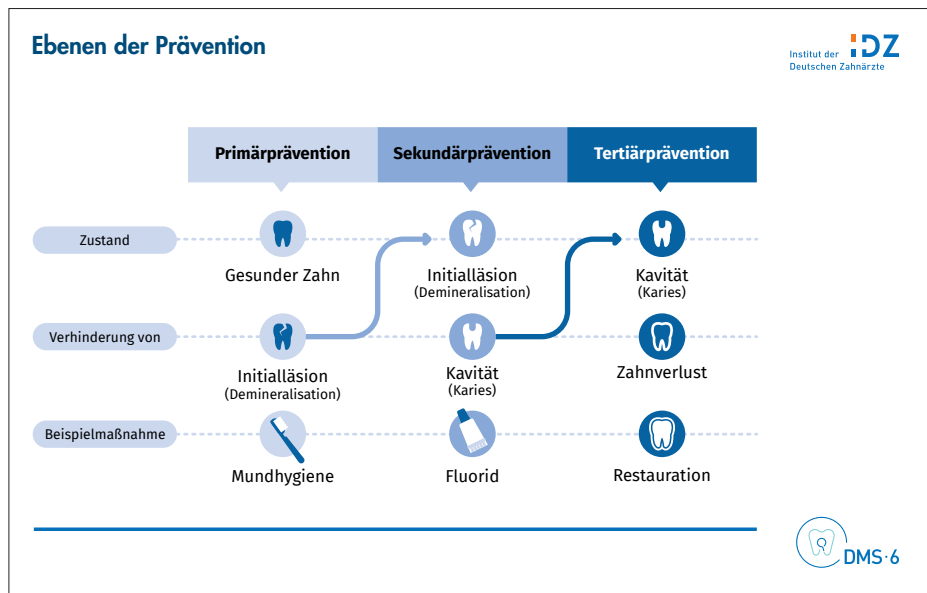 Ebenen der Prävention
Institut der IDZ
Deutschen Zahnärzte
Primärprävention Sekundärprävention Tertiärprävention
Zustand
Gesunder Zahn Initialläsion Kavität
(Demineralisation) (Karies)
Verhinderung von
Initialläsion Kavität Zahnverlust
(Demineralisation) (Karies)
Beispielmaßnahme
Mundhygiene Fluorid Restauration
DMS·6